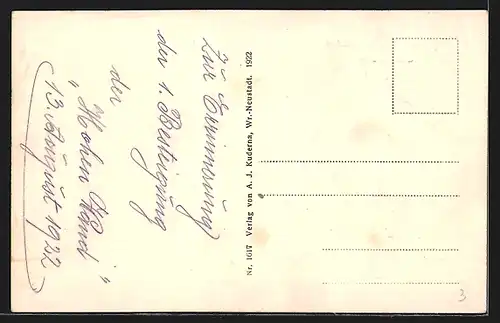 Zur Erinnerung
der 1. Besteigung
der
„Hohen Wand"
13. August 1922
Nr. 1617 Verlag von A. J. Kuderna, Wr.-Neustadt. 1922
3